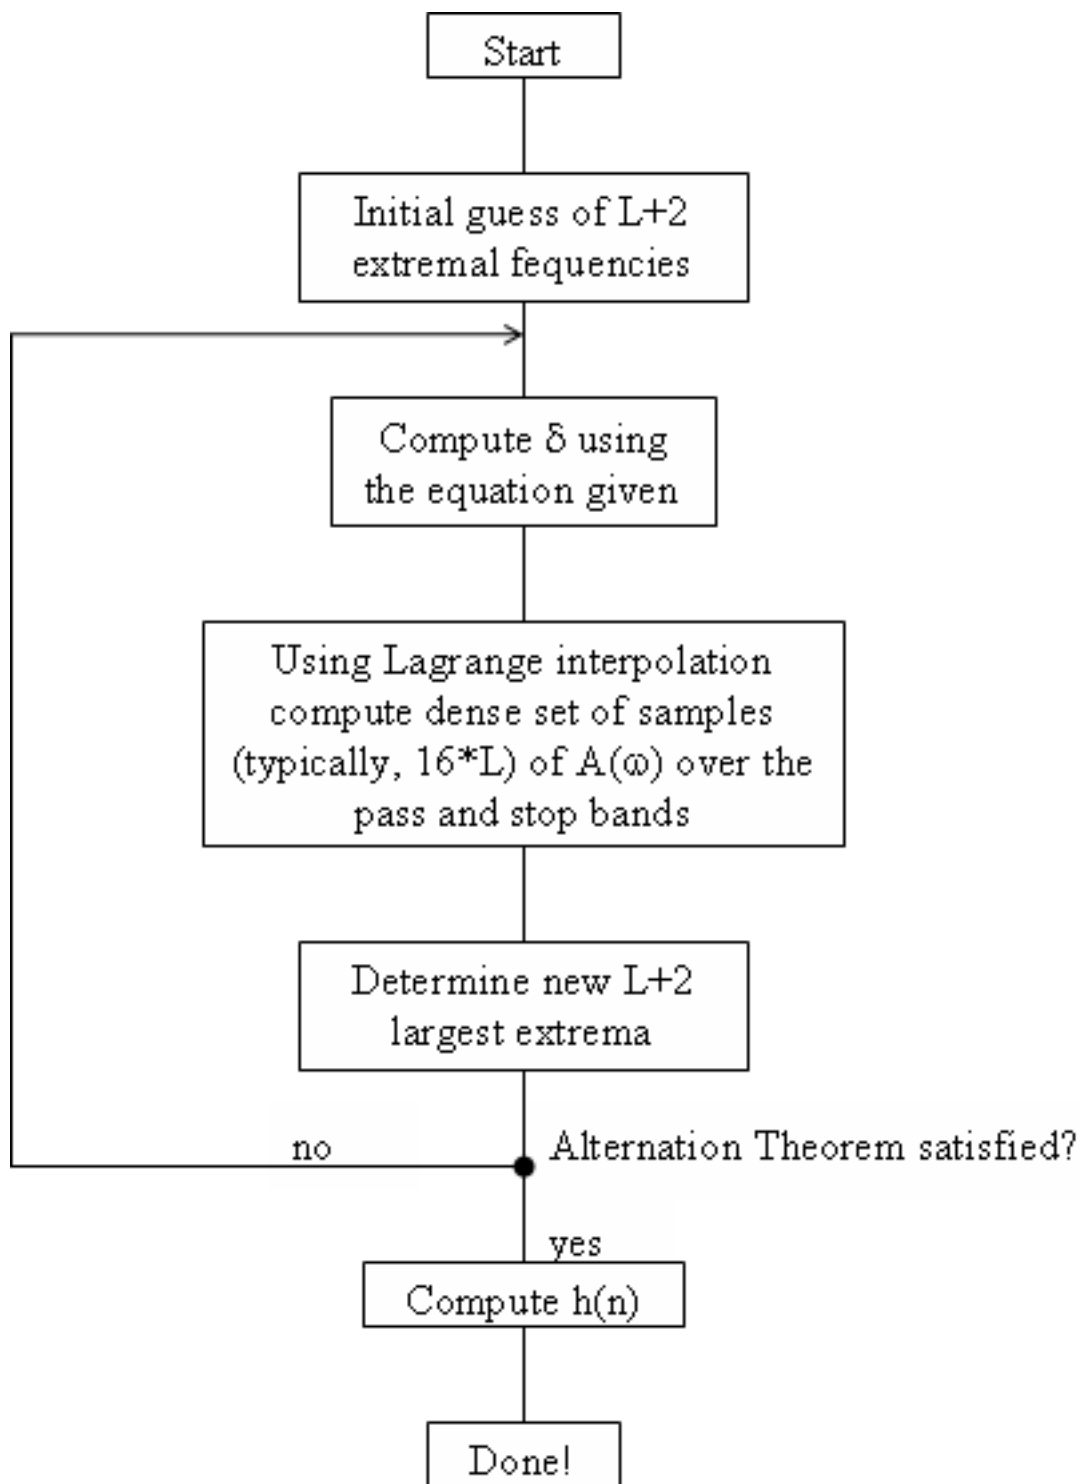 Start
Initial guess of L+2
extremal fequencies
Compute δ using
the equation given
Using Lagrange interpolation
compute dense set of samples
(typically, 16*L) of A(ω) over the
pass and stop bands
Determine new L+2
largest extrema
no
Alternation Theorem satisfied?
yes
Compute h(n)
Done!